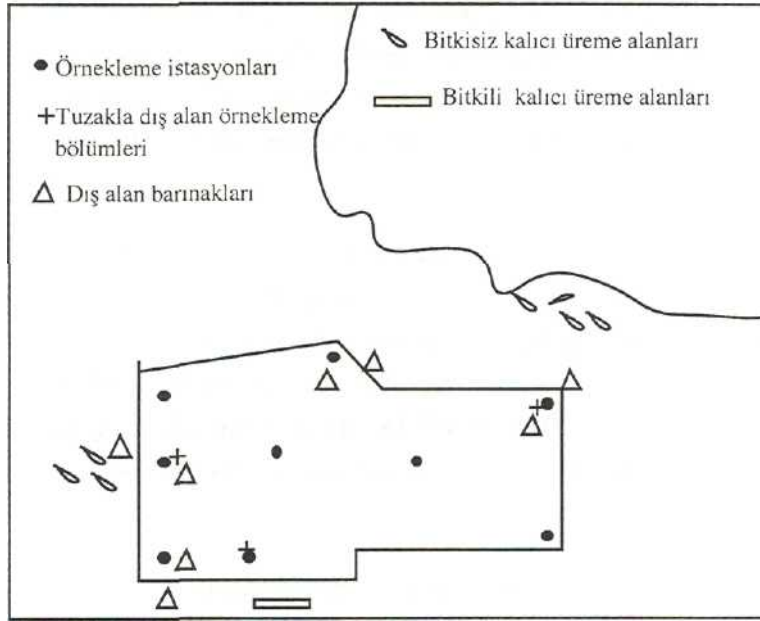 Örnekleme istasyonları
Tuzakla dış alan örnekleme
bölümleri
Dış alan barınakları
Bitkisiz kalıcı üreme alanları
Bitkili kalıcı üreme alanları